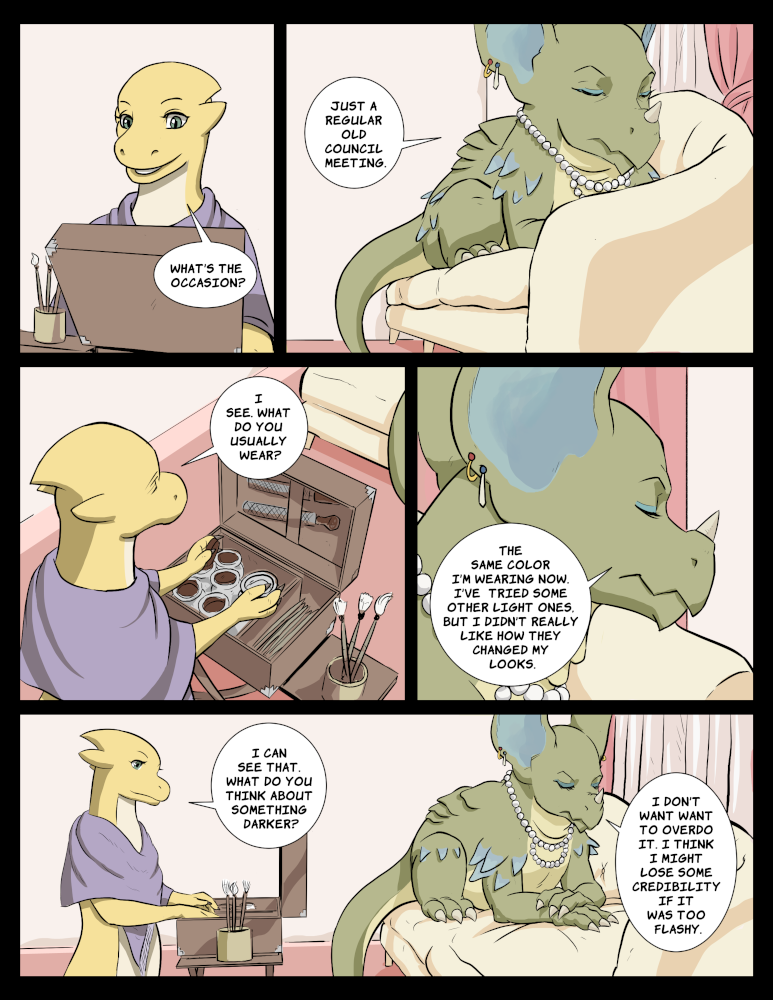 WHAT'S THE
OCCASION?
JUST A
REGULAR
OLD
COUNCIL
MEETING.
I
SEE. WHAT
DO YOU
USUALLY
WEAR?
THE
SAME COLOR
I'M WEARING NOW.
I'VE TRIED SOME
OTHER LIGHT ONES.
BUT I DIDN'T REALLY
LIKE HOW THEY
CHANGED MY
LOOKS.
I CAN
SEE THAT.
WHAT DO YOU
THINK ABOUT
SOMETHING
DARKER?
I DON'T
WANT WANT
TO OVERDO
IT. I THINK
I MIGHT
LOSE SOME
CREDIBILITY
IF IT
WAS TOO
FLASHY.